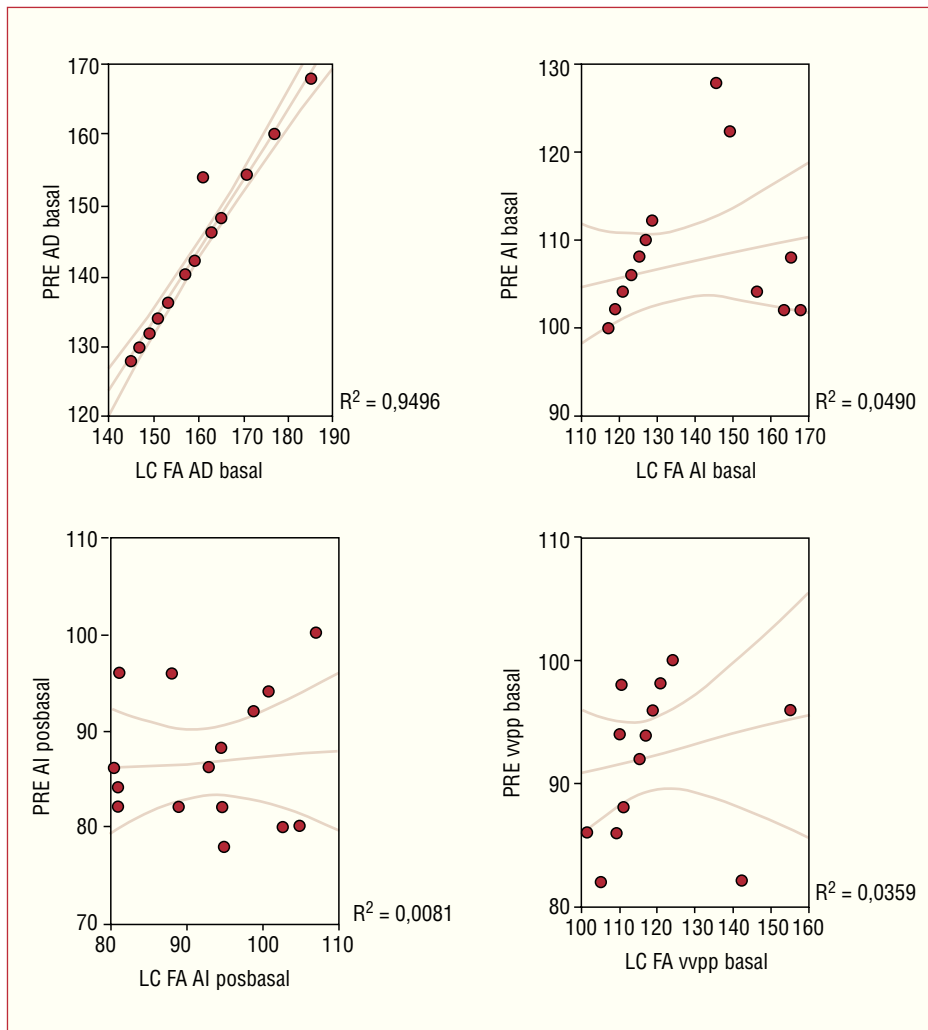 170
160
150
140
130
120
PRE AD basal
140 150 160 170 180 190
LC FA AD basal
R² = 0,9496
130
120
110
100
90
PRE AI basal
110 120 130 140 150 160 170
LC FA AI basal
R² = 0,0490
110
100
90
80
70
PRE AI posbasal
80 90 100 110
LC FA AI posbasal
R² = 0,0081
110
100
90
80
PRE vvpp basal
100 110 120 130 140 150 160
LC FA vvpp basal
R² = 0,0359